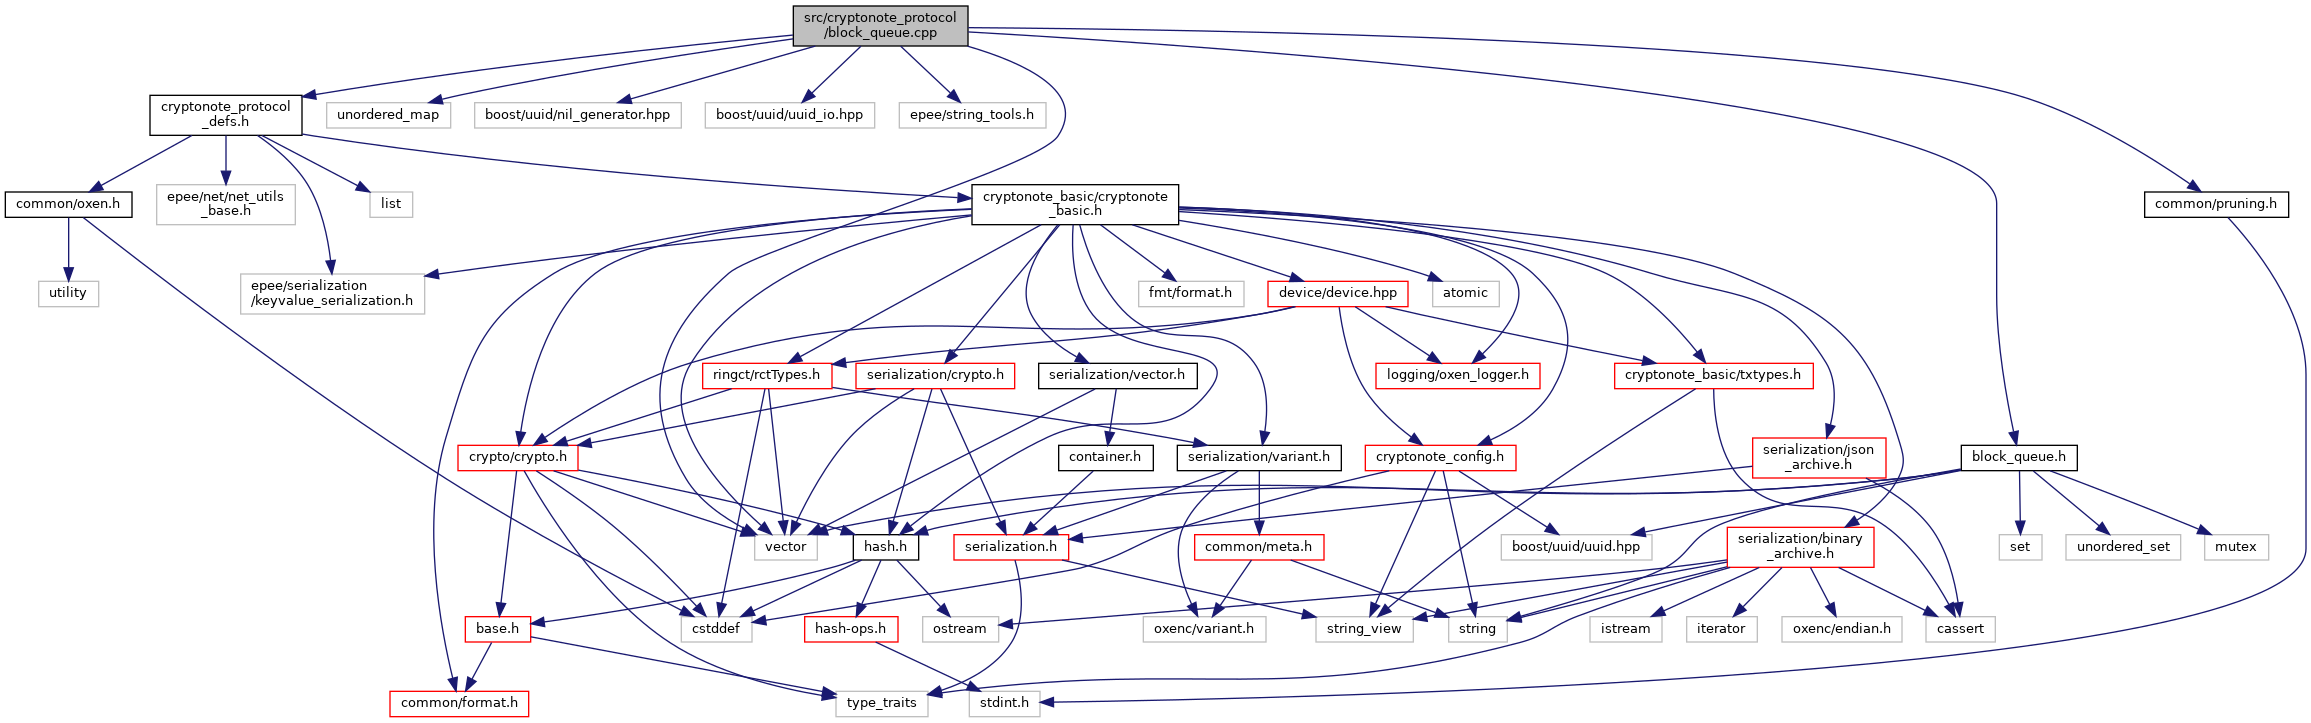 src/cryptonote_protocol
/block_queue.cpp
cryptonote_protocol
_defs.h
unordered_map
boost/uuid/nil_generator.hpp
boost/uuid/uuid_io.hpp
epee/string_tools.h
common/oxen.h
epee/net/net_utils
_base.h
list
cryptonote_basic/cryptonote
_basic.h
common/pruning.h
utility
epee/serialization
/keyvalue_serialization.h
fmt/format.h
device/device.hpp
atomic
ringct/rctTypes.h
serialization/crypto.h
serialization/vector.h
logging/oxen_logger.h
cryptonote_basic/txtypes.h
crypto/crypto.h
container.h
serialization/variant.h
cryptonote_config.h
serialization/json
_archive.h
block_queue.h
vector
hash.h
serialization.h
common/meta.h
boost/uuid/uuid.hpp
serialization/binary
_archive.h
set
unordered_set
mutex
base.h
cstddef
hash-ops.h
ostream
oxenc/variant.h
string_view
string
istream
iterator
oxenc/endian.h
cassert
common/format.h
type_traits
stdint.h